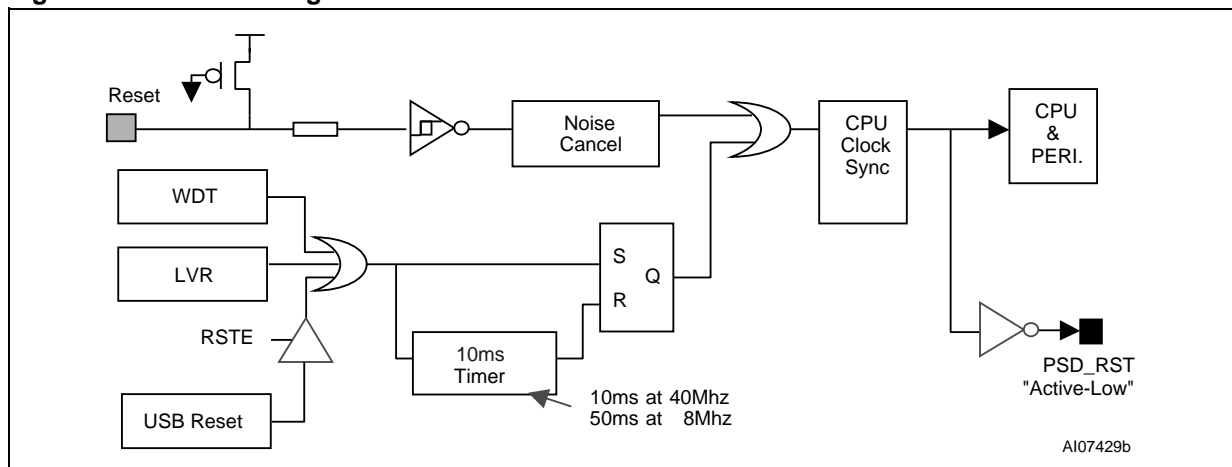 Reset
Noise
Cancel
CPU
Clock
Sync
CPU
&
PERI.
WDT
LVR
S
Q
R
RSTE
10ms
Timer
10ms at 40Mhz
50ms at 8Mhz
USB Reset
PSD_RST
"Active-Low"
AI07429b